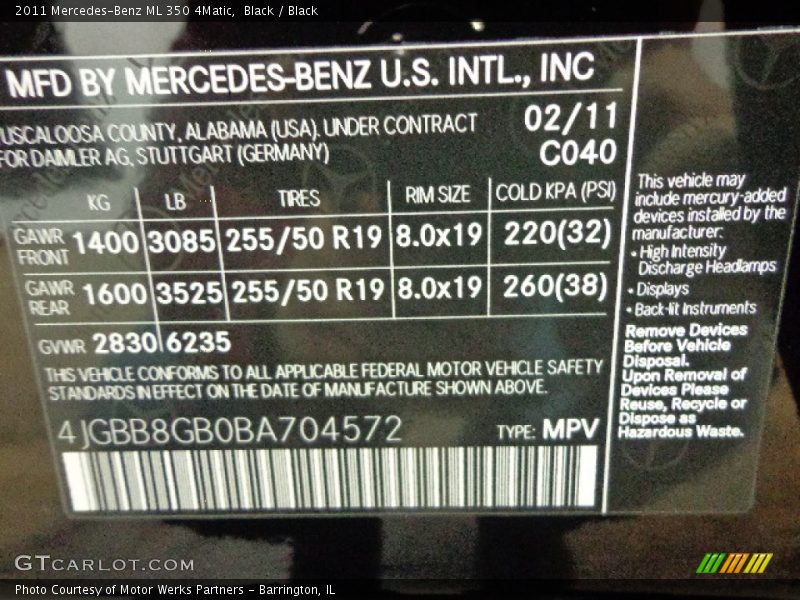 2011 Mercedes-Benz ML 350 4Matic, Black / Black
MFD BY MERCEDES-BENZ U.S. INTL., INC
USCALOOSA COUNTY, ALABAMA (USA). UNDER CONTRACT
FOR DAIMLER AG, STUTTGART (GERMANY)
02/11
C040
KG LB TIRES RIM SIZE COLD KPA (PSI)
GAWR FRONT 1400 3085 255/50 R19 8.0x19 220(32)
GAWR REAR 1600 3525 255/50 R19 8.0x19 260(38)
GVWR 2830 6235
THIS VEHICLE CONFORMS TO ALL APPLICABLE FEDERAL MOTOR VEHICLE SAFETY
STANDARDS IN EFFECT ON THE DATE OF MANUFACTURE SHOWN ABOVE.
4JGBB8GB0BA704572 TYPE: MPV
This vehicle may
include mercury-added
devices installed by the
manufacturer:
• High Intensity
Discharge Headlamps
• Displays
• Back-lit Instruments
Remove Devices
Before Vehicle
Disposal.
Upon Removal of
Devices Please
Reuse, Recycle or
Dispose as
Hazardous Waste.
GTCARLOT.COM
Photo Courtesy of Motor Werks Partners - Barrington, IL